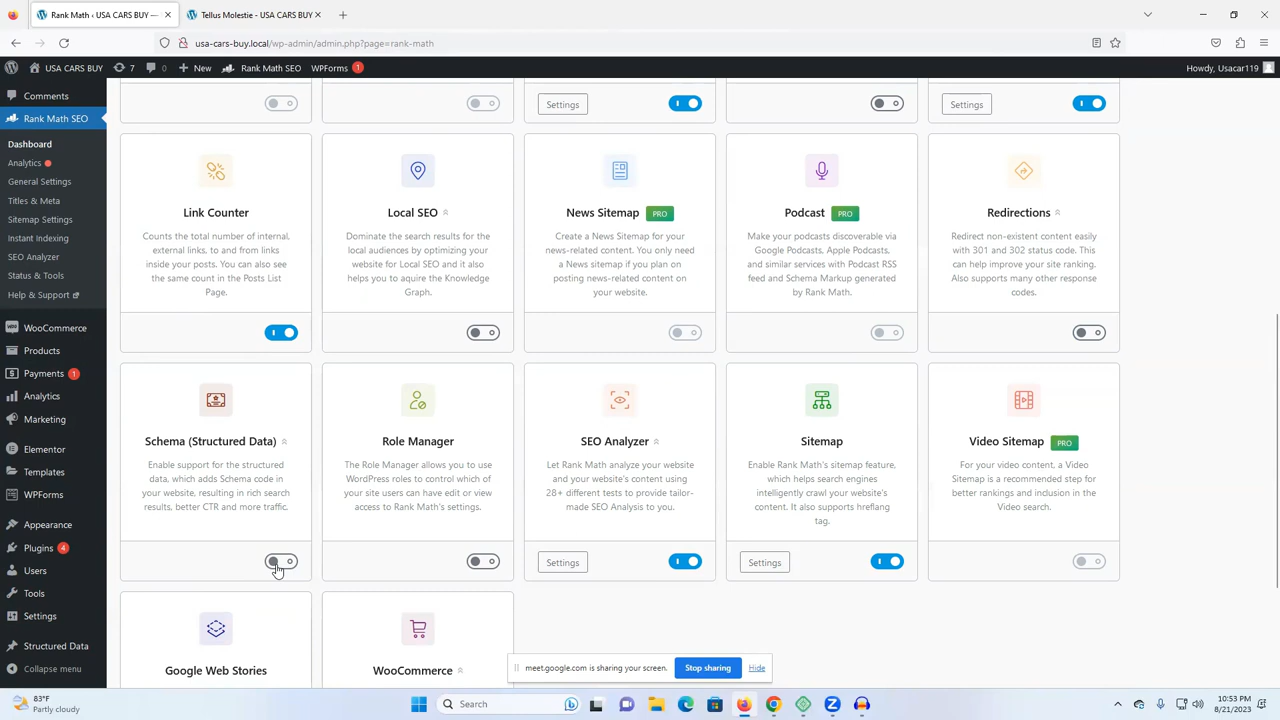 Rank Math ‹ USA CARS BUY —
Tellus Molestie - USA CARS BUY
usa-cars-buy.local/wp-admin/admin.php?page=rank-math
USA CARS BUY
7
0
New
Rank Math SEO
WPForms
1
Howdy, Usacar119
Comments
Rank Math SEO
Dashboard
Analytics
General Settings
Titles & Meta
Sitemap Settings
Instant Indexing
SEO Analyzer
Status & Tools
Help & Support
WooCommerce
Products
Payments 1
Analytics
Marketing
Elementor
Templates
WPForms
Appearance
Plugins 4
Users
Tools
Settings
Structured Data
Collapse menu
Settings
Settings
Link Counter
Counts the total number of internal,
external links, to and from links
inside your posts. You can also see
the same count in the Posts List
Page.
Local SEO
Dominate the search results for the
local audiences by optimizing your
website for Local SEO and it also
helps you to aquire the Knowledge
Graph.
News Sitemap PRO
Create a News Sitemap for your
news-related content. You only need
a News sitemap if you plan on
posting news-related content on
your website.
Podcast PRO
Make your podcasts discoverable via
Google Podcasts, Apple Podcasts,
and similar services with Podcast RSS
feed and Schema Markup generated
by Rank Math.
Redirections
Redirect non-existent content easily
with 301 and 302 status code. This
can help improve your site ranking.
Also supports many other response
codes.
Schema (Structured Data)
Enable support for the structured
data, which adds Schema code in
your website, resulting in rich search
results, better CTR and more traffic.
Role Manager
The Role Manager allows you to use
WordPress roles to control which of
your site users can have edit or view
access to Rank Math's settings.
SEO Analyzer
Let Rank Math analyze your website
and your website's content using
28+ different tests to provide tailor-
made SEO Analysis to you.
Settings
Sitemap
Enable Rank Math's sitemap feature,
which helps search engines
intelligently crawl your website's
content. It also supports hreflang
tag.
Settings
Video Sitemap PRO
For your video content, a Video
Sitemap is a recommended step for
better rankings and inclusion in the
Video search.
Google Web Stories
WooCommerce
meet.google.com is sharing your screen.
Stop sharing
Hide
83°F
Partly cloudy
Search
10:53 PM
8/21/2023